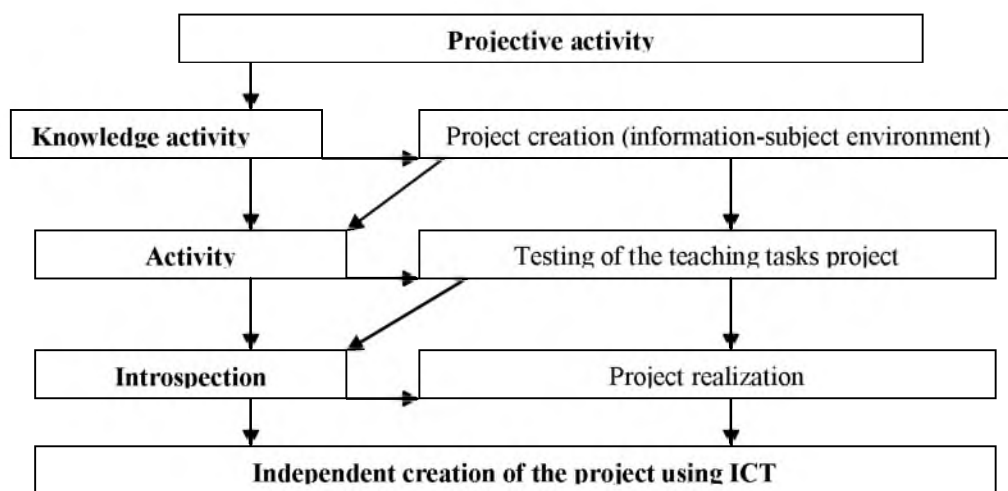 Projective activity
Knowledge activity
Project creation (information-subject environment)
Activity
Testing of the teaching tasks project
Introspection
Project realization
Independent creation of the project using ICT